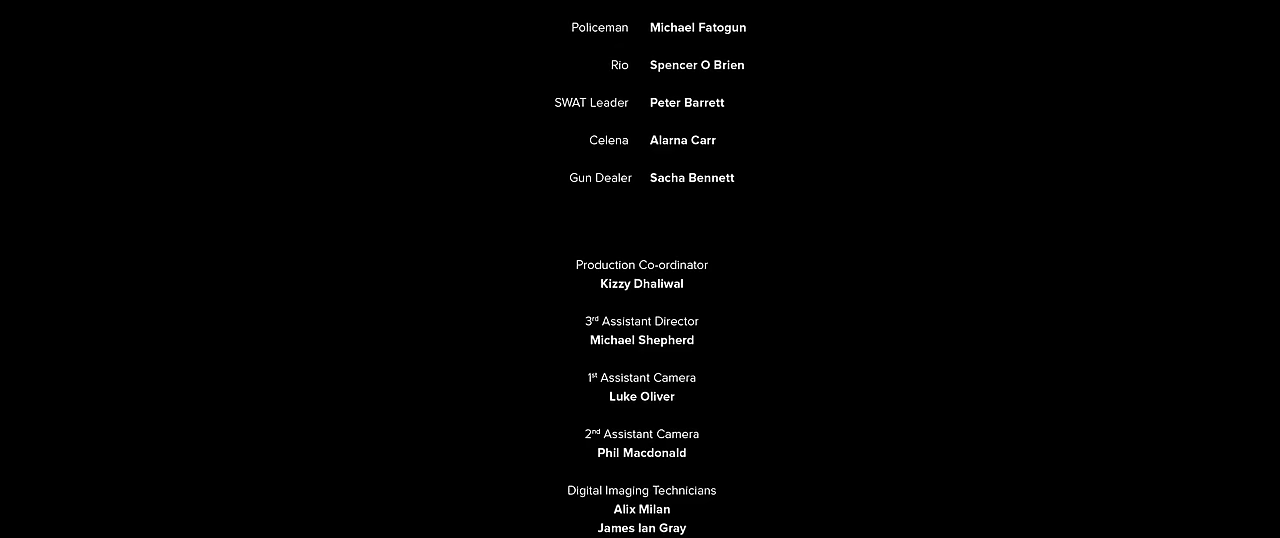 Policeman Michael Fatogun
Rio Spencer O Brien
SWAT Leader Peter Barrett
Celena Alarna Carr
Gun Dealer Sacha Bennett
Production Co-ordinator
Kizzy Dhaliwal
3rd Assistant Director
Michael Shepherd
1st Assistant Camera
Luke Oliver
2nd Assistant Camera
Phil Macdonald
Digital Imaging Technicians
Alix Milan
James Ian Gray